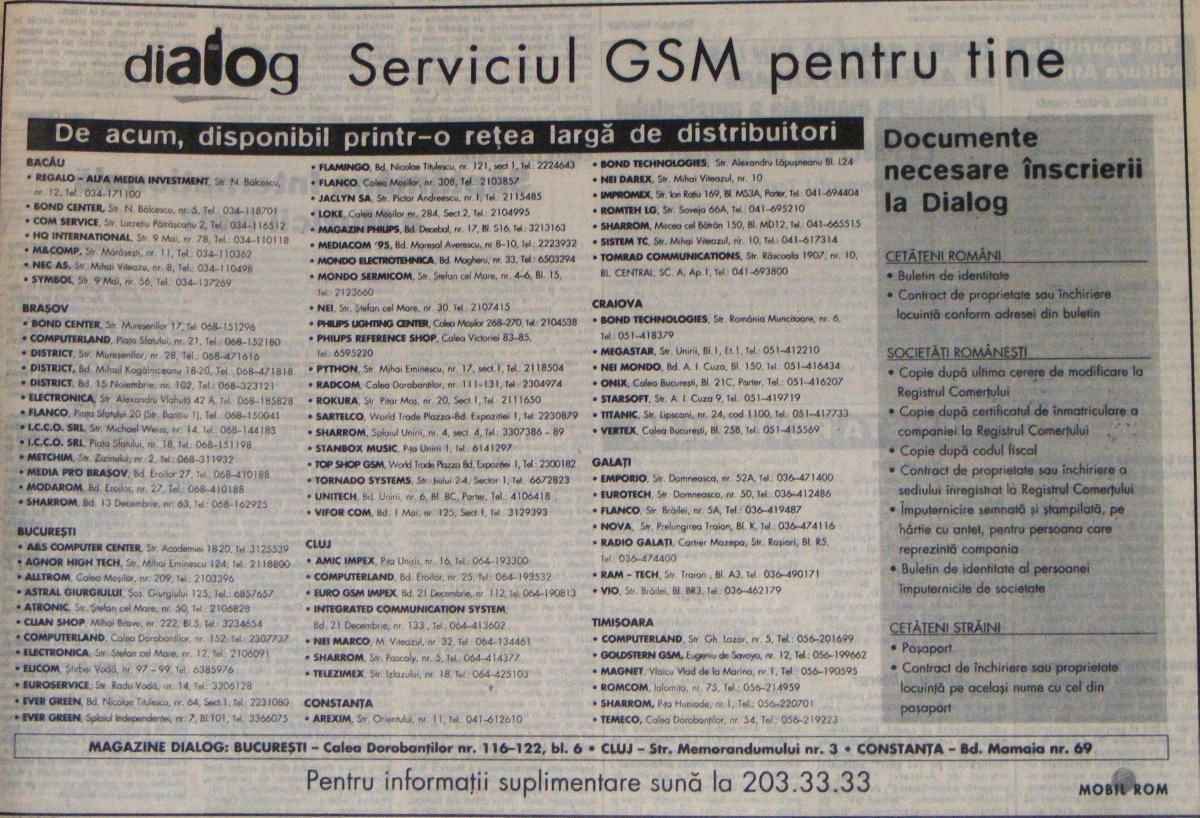 dialog Serviciul GSM pentru tine
De acum, disponibil printr-o rețea largă de distribuitori
BACĂU
• REGALO - ALFA MEDIA INVESTMENT, Str. N. Bălcescu,
nr. 12, Tel.: 034-171100
• BOND CENTER, Str. N. Bălcescu, nr. 5, Tel.: 034-118701
• COM SERVICE, Str. Lucrețiu Pătrășcanu 2, Tel.: 034-116512
• HQ INTERNATIONAL, Str. 9 Mai, nr. 78, Tel.: 034-110118
• M&COMP, Str. Mărășești, nr. 11, Tel.: 034-110362
• NEC AS, Str. Mihai Viteazu, nr. 8, Tel.: 034-110498
• SYMBOL, Str. 9 Mai, nr. 56, Tel.: 034-137269
BRAȘOV
• BOND CENTER, Str. Mureșenilor 17, Tel.: 068-151296
• COMPUTERLAND, Piața Sfatului, nr. 21, Tel.: 068-152180
• DISTRICT, Str. Mureșenilor, nr. 28, Tel.: 068-471616
• DISTRICT, Bd. Mihail Kogălniceanu 18-20, Tel.: 068-471818
• DISTRICT, Bd. 15 Noiembrie, nr. 102, Tel.: 068-323121
• ELECTRONICA, Str. Alexandru Vlahuță 42 A, Tel.: 068-185828
• FLANCO, Piața Sfatului 20 (Str. Barițiu 1), Tel.: 068-150041
• I.C.C.O. SRL, Str. Michael Weiss, nr. 14, Tel.: 068-144183
• I.C.C.O. SRL, Piața Sfatului, nr. 18, Tel.: 068-151198
• METCHIM, Str. Zizinului, nr. 2, Tel.: 068-311932
• MEDIA PRO BRAȘOV, Bd. Eroilor 27, Tel.: 068-410188
• MODAROM, Bd. Eroilor, nr. 27, Tel.: 068-410188
• SHARROM, Bd. 13 Decembrie, nr. 63, Tel.: 068-162925
BUCUREȘTI
• A&S COMPUTER CENTER, Str. Academiei 18-20, Tel. 3125539
• AGNOR HIGH TECH, Str. Mihai Eminescu 124, Tel.: 2118800
• ALLTROM, Calea Moșilor, nr. 209, Tel.: 2103396
• ASTRAL GIURGIULUI, Șos. Giurgiului 125, Tel.: 6857657
• ATRONIC, Str. Ștefan cel Mare, nr. 50, Tel.: 2106828
• CLIAN SHOP, Mihai Bravo, nr. 222, Bl.5, Tel.: 3234654
• COMPUTERLAND, Calea Dorobanților, nr. 152, Tel.: 2307737
• ELECTRONICA, Str. Ștefan cel Mare, nr. 12, Tel.: 2106091
• ELICOM, Știrbei Vodă, nr. 97 - 99, Tel.: 6385976
• EUROSERVICE, Str. Radu Vodă, nr. 14, Tel.: 3306128
• EVER GREEN, Bd. Nicolae Titulescu, nr. 64, Sect.1, Tel.: 2231080
• EVER GREEN, Splaiul Independenței, nr. 7, Bl.101, Tel.: 3366075
• FLAMINGO, Bd. Nicolae Titulescu, nr. 121, sect.1, Tel.: 2224643
• FLANCO, Calea Moșilor, nr. 308, Tel.: 2103857
• JACLYN SA, Str. Pictor Andreescu, nr.1, Tel.: 2115485
• LOKE, Calea Moșilor nr. 284, Sect.2, Tel.: 2104995
• MAGAZIN PHILIPS, Bd. Decebal, nr. 17, Bl. S16, Tel.: 3213163
• MEDIACOM '95, Bd. Mareșal Averescu, nr. 8-10, Tel.: 2223932
• MONDO ELECTROTEHNICA, Bd. Magheru, nr. 33, Tel.: 6503294
• MONDO SERMICOM, Str. Ștefan cel Mare, nr. 4-6, Bl. 15,
Tel.: 2123660
• NEI, Str. Ștefan cel Mare, nr. 30, Tel.: 2107415
• PHILIPS LIGHTING CENTER, Calea Moșilor 268-270, Tel.: 2104538
• PHILIPS REFERENCE SHOP, Calea Victoriei 83-85,
Tel.: 6595220
• PYTHON, Str. Mihai Eminescu, nr. 17, sect.1, Tel.: 2118504
• RADCOM, Calea Dorobanților, nr. 111-131, Tel.: 2304974
• ROKURA, Str. Pitar Moș, nr. 20, Sect.1, Tel.: 2111650
• SARTELCO, World Trade Plazza-Bd. Expoziției 1, Tel.: 2230879
• SHARROM, Splaiul Unirii, nr. 4, sect. 4, Tel.: 3307386 - 89
• STANBOX MUSIC, P-ța Unirii 1, Tel.: 6141297
• TOP SHOP GSM, World Trade Plazza Bd. Expoziției 1, Tel.: 2300182
• TORNADO SYSTEMS, Str. Jiului 2-4, Sector 1, Tel.: 6672823
• UNITECH, Bd. Unirii, nr. 6, Bl. 8C, Parter, Tel.: 4106418
• VIFOR COM, Bd. 1 Mai, nr. 125, Sect.1, Tel.: 3129393
CLUJ
• AMIC IMPEX, P-ța Unirii, nr. 16, Tel.: 064-193300
• COMPUTERLAND, Bd. Eroilor, nr. 25, Tel.: 064-193532
• EURO GSM IMPEX, Bd. 21 Decembrie, nr. 112, Tel.: 064-190813
• INTEGRATED COMMUNICATION SYSTEM,
Bd. 21 Decembrie, nr. 133, Tel.: 064-413602
• NEI MARCO, M. Viteazul, nr. 32, Tel.: 064-134461
• SHARROM, Str. Pascaly, nr. 5, Tel.: 064-414377
• TELEZIMEX, Str. Izlazului, nr. 18, Tel.: 064-425103
CONSTANȚA
• AREXIM, Str. Orientului, nr. 11, Tel.: 041-612610
• BOND TECHNOLOGIES, Str. Alexandru Lăpușneanu Bl. L24
• NEI DAREX, Str. Mihai Viteazul, nr. 10
• IMPROMEX, Str. Ion Rațiu 169, Bl. MS3A, Parter, Tel.: 041-694404
• ROMTEH LG, Str. Soveja 66A, Tel.: 041-695210
• SHARROM, Mircea cel Bătrân 150, Bl. MD12, Tel.: 041-665515
• SISTEM TC, Str. Mihai Viteazul, nr. 10; Tel.: 041-617314
• TOMRAD COMMUNICATIONS, Str. Răscoala 1907, nr. 10,
BL. CENTRAL, SC. A, Ap.1, Tel.: 041-693800
CRAIOVA
• BOND TECHNOLOGIES, Str. România Muncitoare, nr. 6,
Tel.: 051-418379
• MEGASTAR, Str. Unirii, Bl.1, Et.1, Tel.: 051-412210
• NEI MONDO, Bd. A. I. Cuza, Bl. 150, Tel.: 051-416434
• ONIX, Calea București, Bl. 21C, Parter, Tel.: 051-416207
• STARSOFT, Str. A. I. Cuza 9, Tel.: 051-419719
• TITANIC, Str. Lipscani, nr. 24, cod 1100, Tel.: 051-417733
• VERTEX, Calea București, Bl. 25B, Tel.: 051-415569
GALAȚI
• EMPORIO, Str. Domneasca, nr. 52A, Tel.: 036-471400
• EUROTECH, Str. Domneasca, nr. 50, Tel.: 036-412486
• FLANCO, Str. Brăilei, nr. 5A, Tel.: 036-419487
• NOVA, Str. Prelungirea Traian, Bl. K, Tel.: 036-474116
• RADIO GALAȚI, Cartier Mazepa, Str. Roșiori, Bl. R5,
Tel.: 036-474400
• RAM - TECH, Str. Traian, Bl. A3, Tel.: 036-490171
• VIO, Str. Brăilei, Bl. BR3, Tel.: 036-462179
TIMIȘOARA
• COMPUTERLAND, Str. Gh. Lazăr, nr. 5, Tel.: 056-201699
• GOLDSTERN GSM, Eugeniu de Savoya, nr. 12, Tel.: 056-199662
• MAGNET, Vlaicu Vlad de la Marina, nr. 1, Tel.: 056-190595
• ROMCOM, Ialomița, nr. 75, Tel.: 056-214959
• SHARROM, P-ța Huniade, nr.1, Tel.: 056-220701
• TEMECO, Calea Dorobanților, nr. 54, Tel.: 056-219223
Documente
necesare înscrierii
la Dialog
CETĂȚENI ROMÂNI
• Buletin de identitate
• Contract de proprietate sau închiriere
locuință conform adresei din buletin
SOCIETĂȚI ROMÂNEȘTI
• Copie după ultima cerere de modificare la
Registrul Comerțului
• Copie după certificatul de înmatriculare a
companiei la Registrul Comerțului
• Copie după codul fiscal
• Contract de proprietate sau închiriere a
sediului înregistrat la Registrul Comerțului
• Împuternicire semnată și ștampilată, pe
hârtie cu antet, pentru persoana care
reprezintă compania
• Buletin de identitate al persoanei
împuternicite de societate
CETĂȚENI STRĂINI
• Pașaport
• Contract de închiriere sau proprietate
locuință pe același nume cu cel din
pașaport
MAGAZINE DIALOG: BUCUREȘTI - Calea Dorobanților nr. 116-122, bl. 6 • CLUJ - Str. Memorandumului nr. 3 • CONSTANȚA - Bd. Mamaia nr. 69
Pentru informații suplimentare sună la 203.33.33
MOBIL ROM